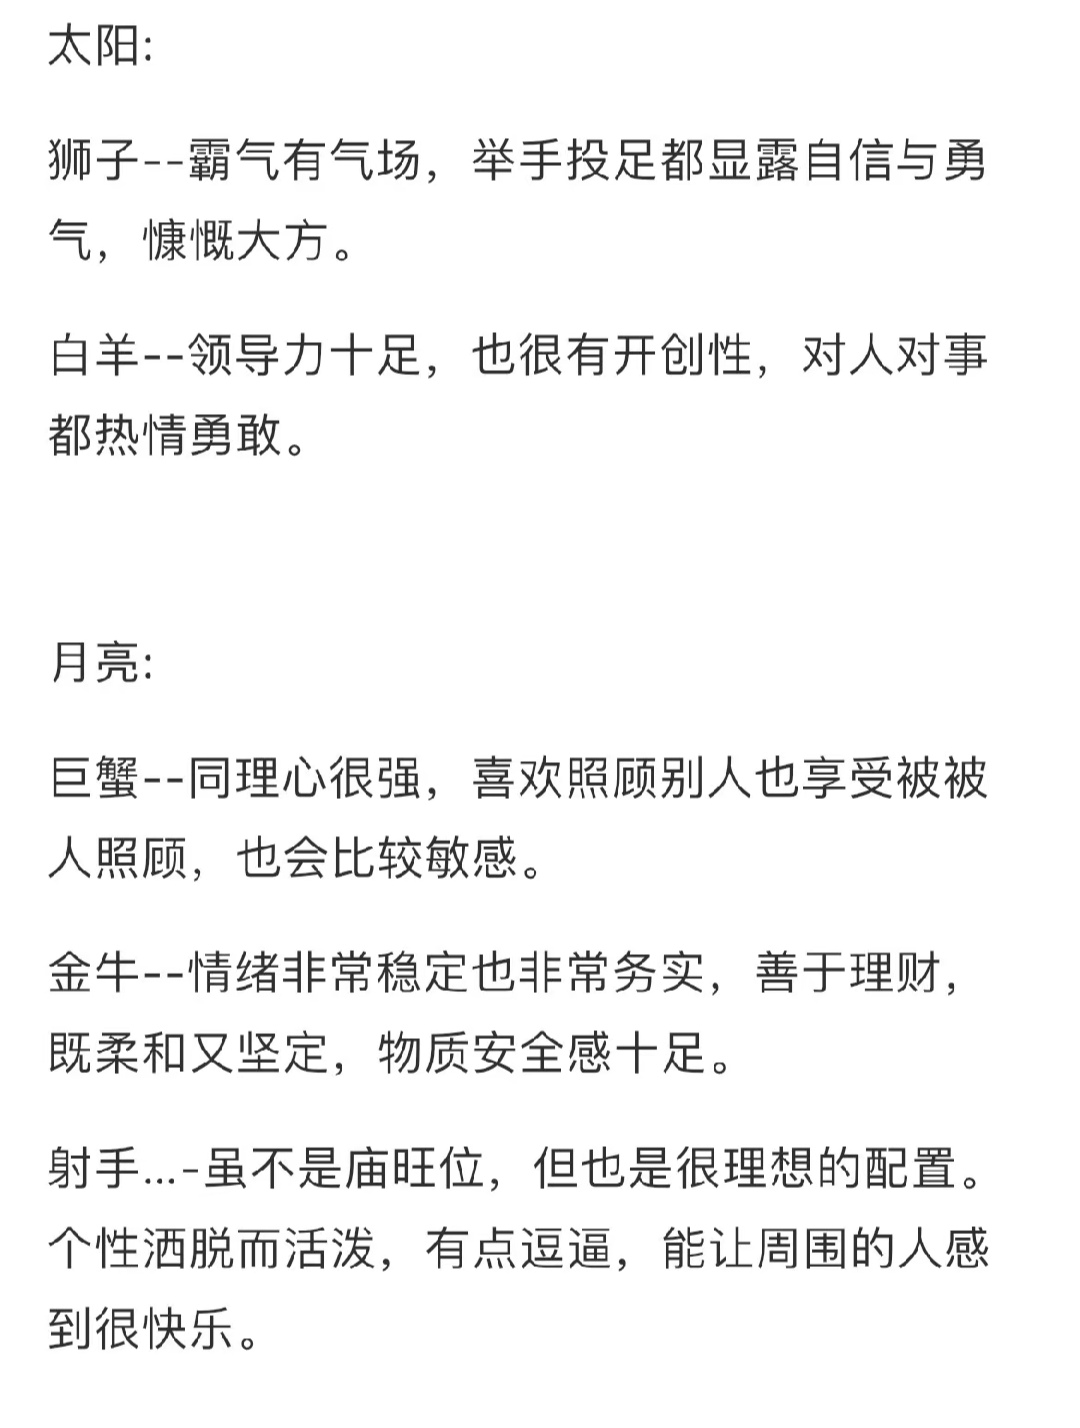 太阳:
狮子--霸气有气场，举手投足都显露自信与勇
气，慷慨大方。
白羊--领导力十足，也很有开创性，对人对事
都热情勇敢。
月亮:
巨蟹--同理心很强，喜欢照顾别人也享受被被
人照顾，也会比较敏感。
金牛--情绪非常稳定也非常务实，善于理财，
既柔和又坚定，物质安全感十足。
射手...-虽不是庙旺位，但也是很理想的配置。
个性洒脱而活泼，有点逗逼，能让周围的人感
到很快乐。